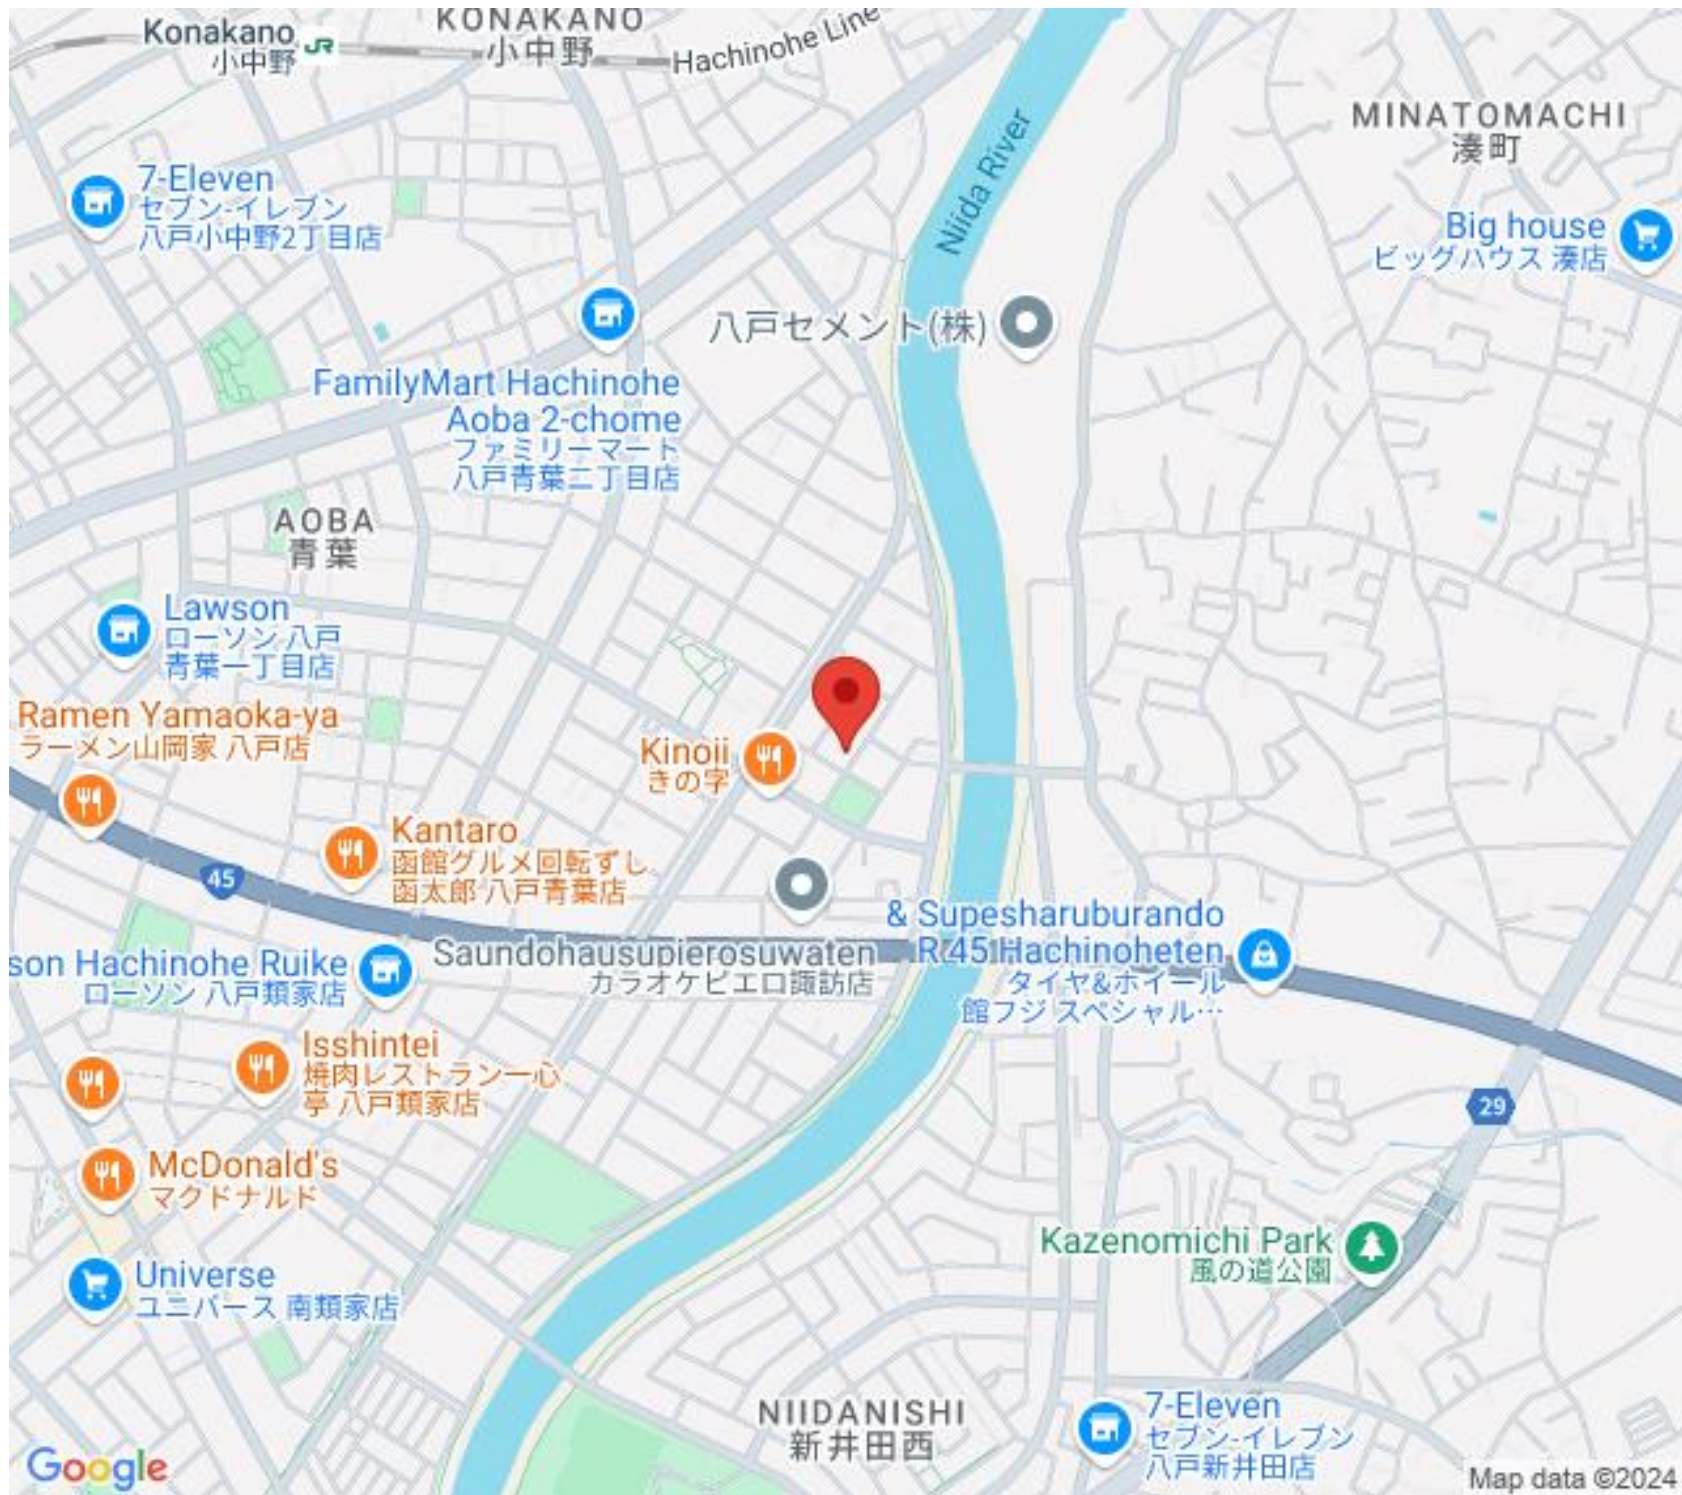 KONAKANO
小中野
Konakano
小中野
JR
Hachinohe Line
Niida River
MINATOMACHI
湊町
7-Eleven
セブン-イレブン
八戸小中野2丁目店
Big house
ビッグハウス 湊店
八戸セメント(株)
FamilyMart Hachinohe
Aoba 2-chome
ファミリーマート
八戸青葉二丁目店
AOBA
青葉
Lawson
ローソン 八戸
青葉一丁目店
Ramen Yamaoka-ya
ラーメン山岡家 八戸店
Kinoji
きの字
Kantaro
函館グルメ回転ずし
函太郎 八戸青葉店
45
& Supesharuburando
R 45 Hachinoheten
タイヤ&ホイール
館フジ スペシャル…
Saundohausupierosuwaten
カラオケピエロ諏訪店
son Hachinohe Ruike
ローソン 八戸類家店
Isshintei
焼肉レストラン一心
亭 八戸類家店
29
McDonald's
マクドナルド
Kazenomichi Park
風の道公園
Universe
ユニバース 南類家店
NIIDANISHI
新井田西
7-Eleven
セブン-イレブン
八戸新井田店
Google
Map data ©2024